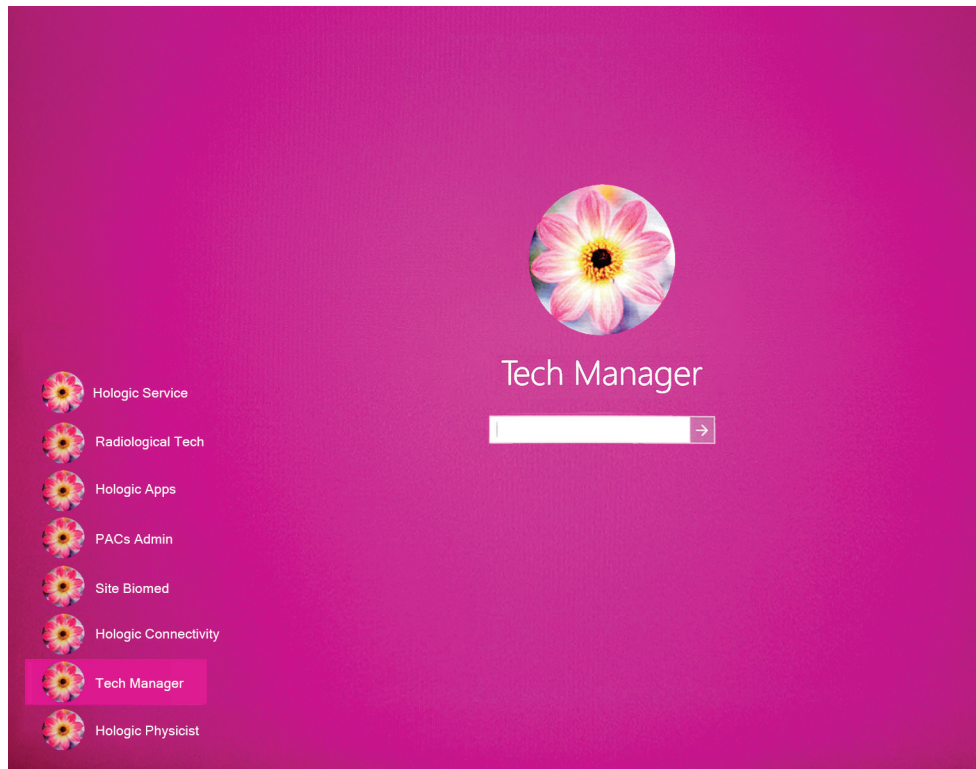 Tech Manager
Hologic Service
Radiological Tech
Hologic Apps
PACs Admin
Site Biomed
Hologic Connectivity
Tech Manager
Hologic Physicist